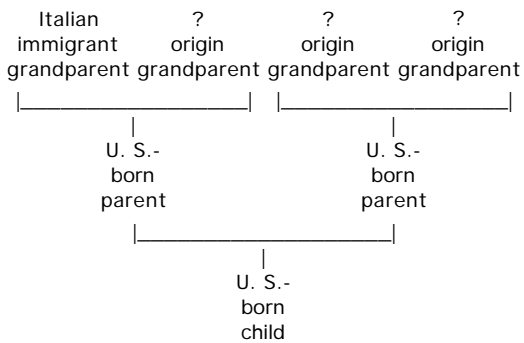 Italian ? ? ?
immigrant origin origin origin
grandparent grandparent grandparent grandparent
U. S.- U. S.-
born born
parent parent
U. S.-
born
child